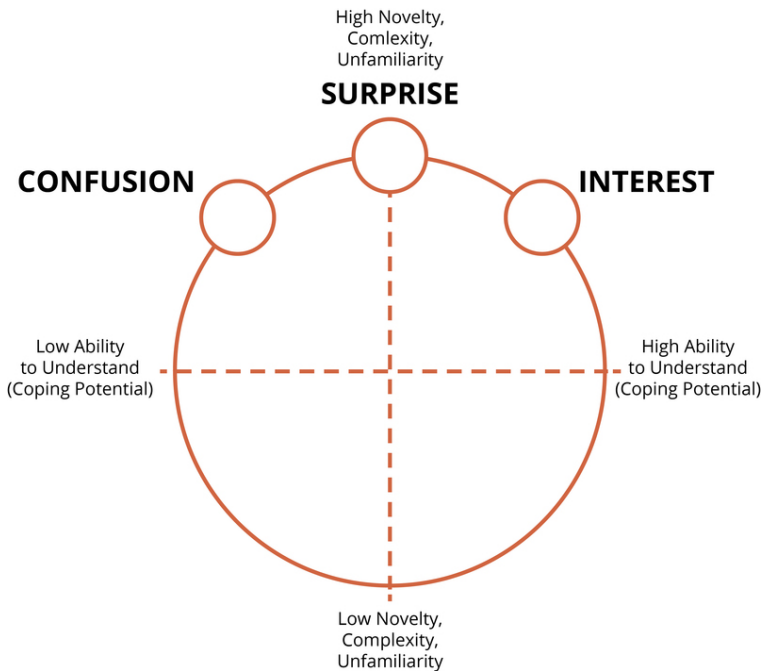 High Novelty,
Comlexity,
Unfamiliarity
SURPRISE
CONFUSION
INTEREST
Low Ability
to Understand
(Coping Potential)
High Ability
to Understand
(Coping Potential)
Low Novelty,
Complexity,
Unfamiliarity